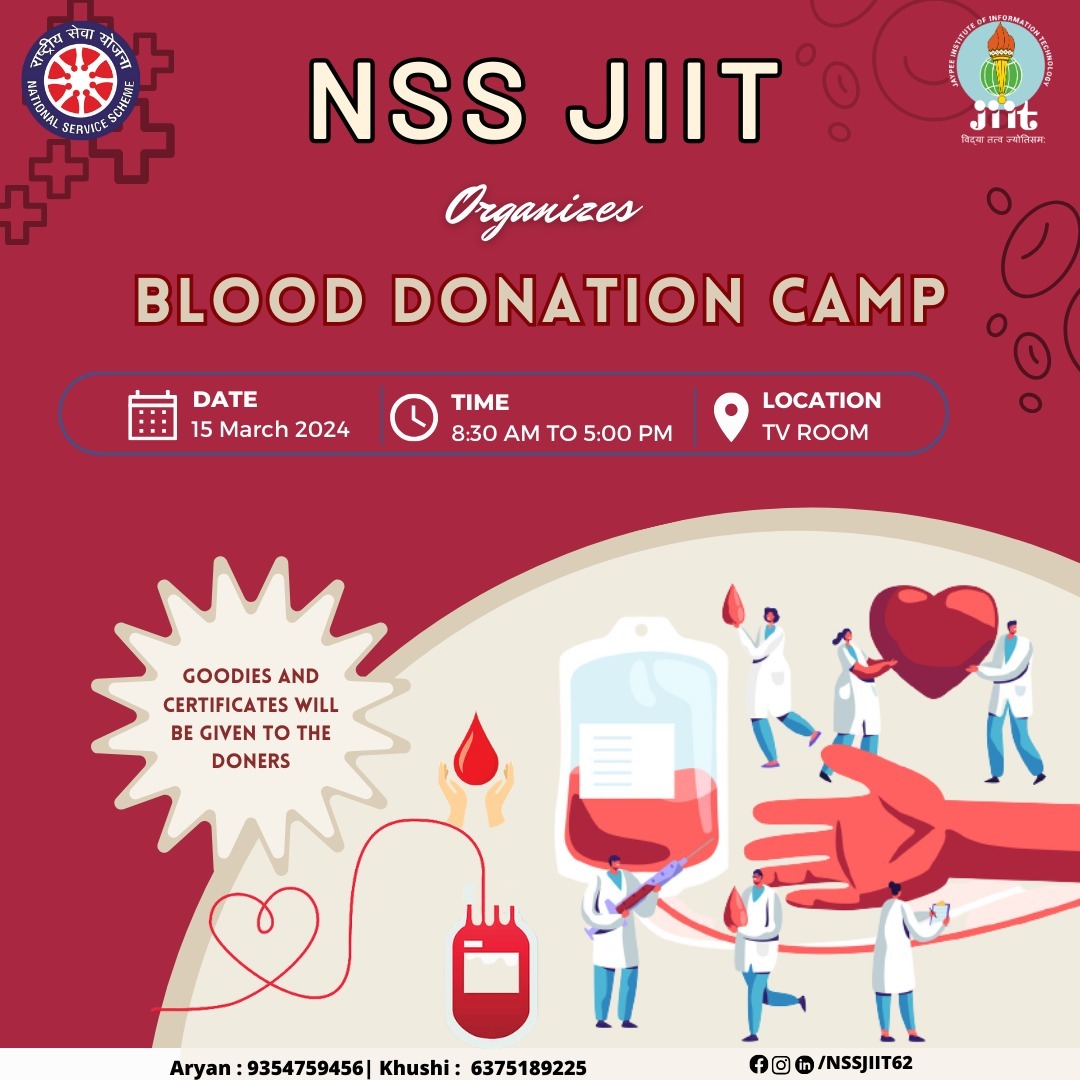 राष्ट्रीय सेवा योजना
NATIONAL SERVICE SCHEME
NSS JIIT
JAYPEE INSTITUTE OF INFORMATION TECHNOLOGY
jiit
विद्या तत्व ज्योतिसम:
Organizes
BLOOD DONATION CAMP
DATE
15 March 2024
TIME
8:30 AM TO 5:00 PM
LOCATION
TV ROOM
GOODIES AND
CERTIFICATES WILL
BE GIVEN TO THE
DONERS
Aryan : 9354759456| Khushi : 6375189225
/NSSJIIT62